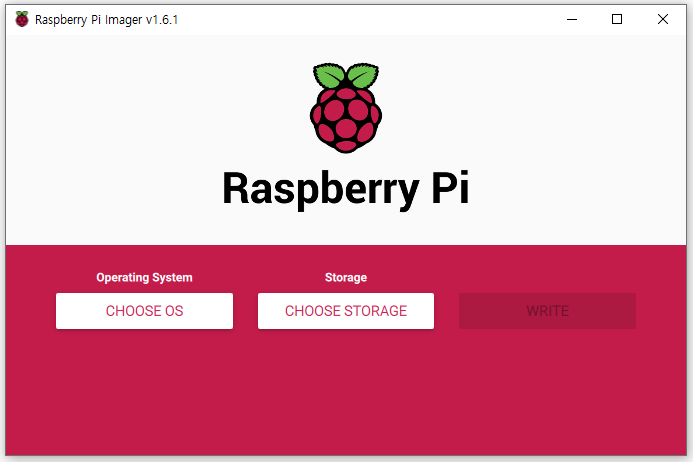 Raspberry Pi Imager v1.6.1
Raspberry Pi
Operating System
Storage
CHOOSE OS
CHOOSE STORAGE
WRITE